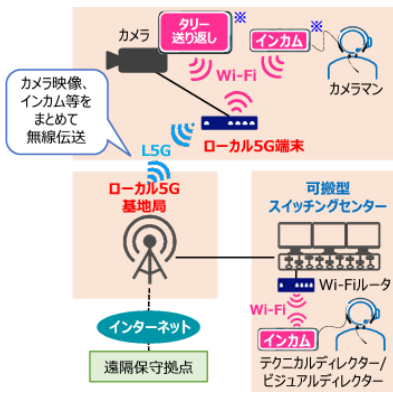 カメラ
タリー
送り返し
※
インカム
※
Wi-Fi
カメラマン
カメラ映像、
インカム等を
まとめて
無線伝送
L5G
ローカル5G端末
ローカル5G
基地局
可搬型
スイッチングセンター
Wi-Fiルータ
Wi-Fi
インカム
インターネット
遠隔保守拠点
テクニカルディレクター/
ビジュアルディレクター